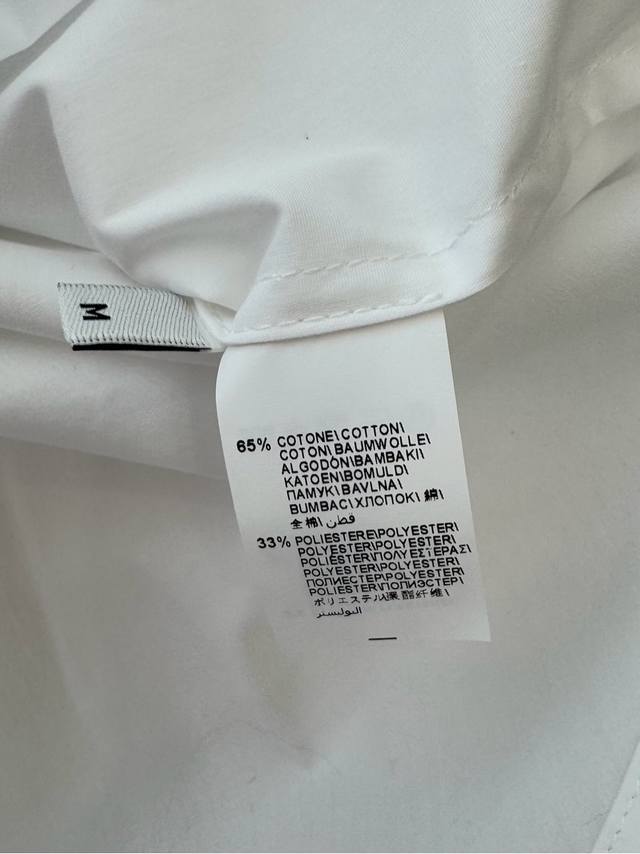 M
65% COTONE\COTTON\
COTON\BAUMWOLLE\
ALGODÓN\BAMBAKI\
KATOEN\BOMULD\
ПАМУК\BAVLNA\
BUMBAC\ХЛОПОК\ 綿\
全棉\ قطن
33% POLIESTERE\POLYESTER\
POLYESTER\POLYESTER\
POLIÉSTER\ΠΟΛΥΕΣΤΕΡΑΣ\
POLYESTER\POLYESTER\
ПОЛИЕСТЕР\POLYESTER\
POLIESTER\ПОЛИЭСТЕР\
ポリエステル\聚酯纤维\
البوليستر